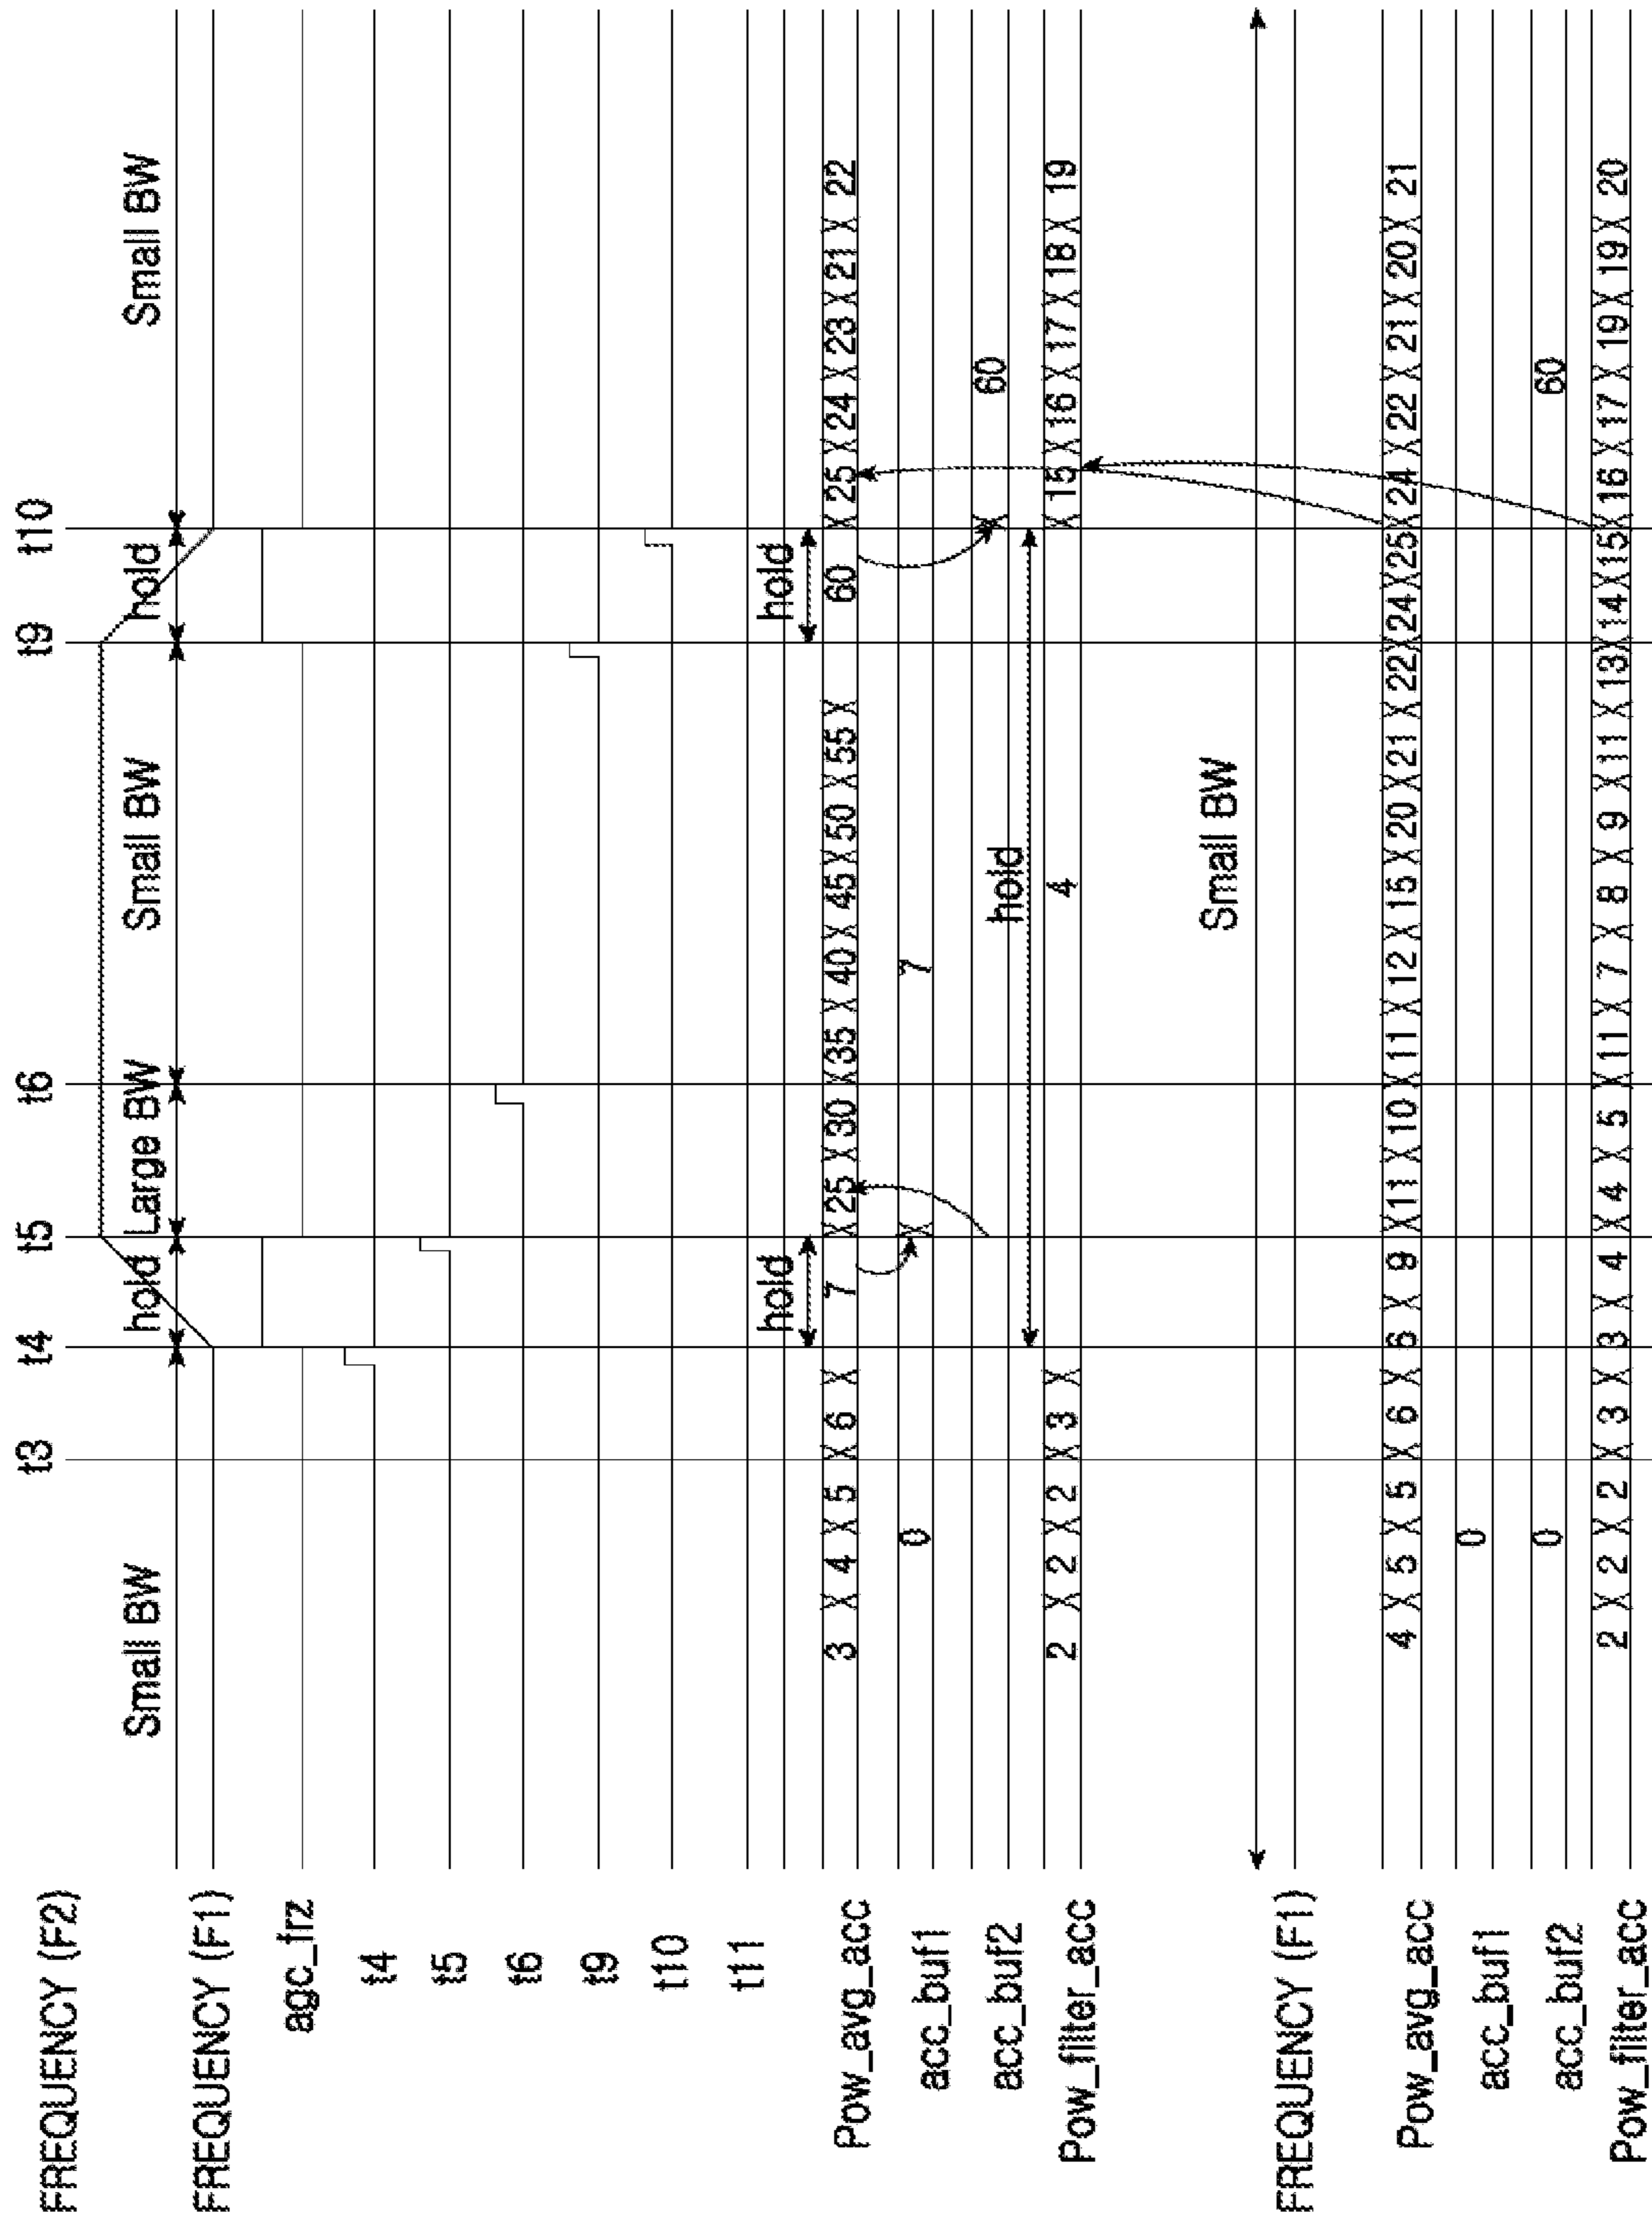 t3 t4 t5 t6 t9 t10
FREQUENCY (F2)
Small BW hold Large BW Small BW hold Small BW
FREQUENCY (F1)
agc_frz
t4
t5
t6
t9
t10
t11
hold hold
Pow_avg_acc 3 4 5 6 7 25 30 35 40 45 50 55 60 25 24 23 21 22
acc_buf1 0 7
acc_buf2 60
hold
Pow_filter_acc 2 2 2 3 4 15 16 17 18 19
Small BW
FREQUENCY (F1)
Pow_avg_acc 4 5 5 6 6 9 11 10 11 12 15 20 21 22 24 25 24 22 21 20 21
acc_buf1 0
acc_buf2 0 60
Pow_filter_acc 2 2 2 3 3 4 4 5 11 7 8 9 11 13 14 15 16 17 19 19 20